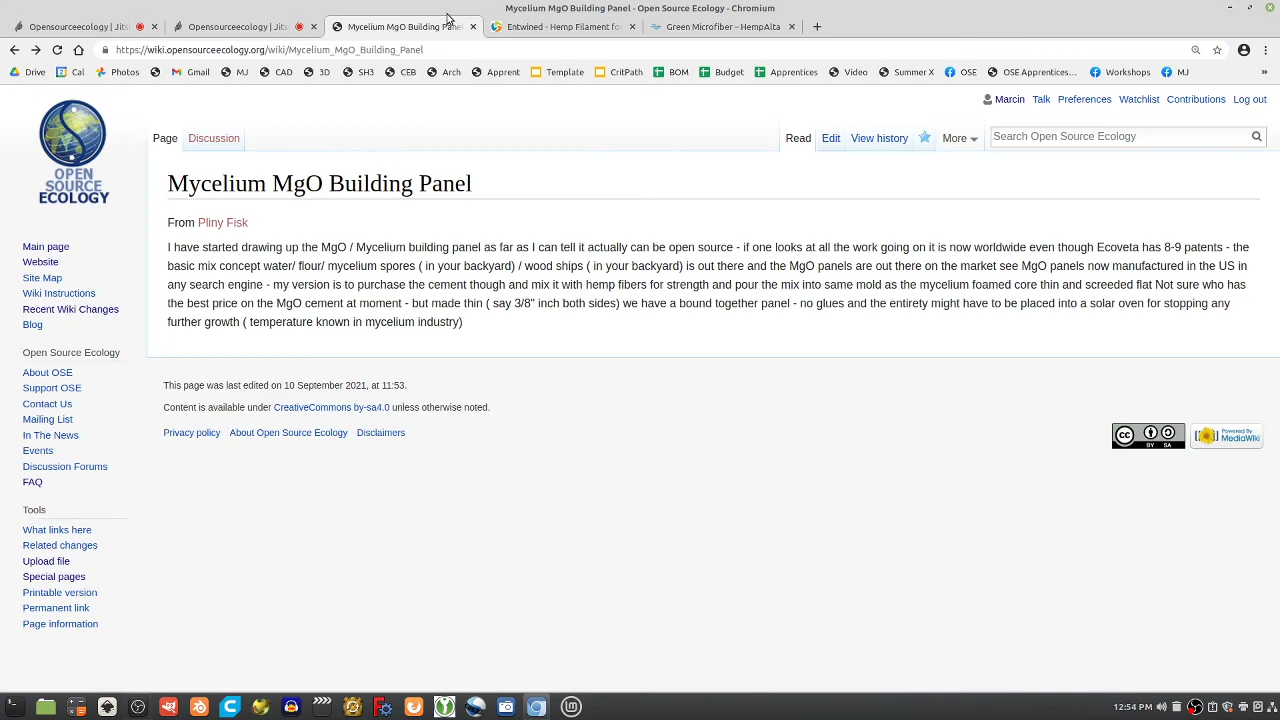 Mycelium MgO Building Panel - Open Source Ecology - Chromium
Opensourceecology | Jits
Opensourceecology | Jits
Mycelium MgO Building Pane
Entwined - Hemp Filament for
Green Microfiber – HempAlta
https://wiki.opensourceecology.org/wiki/Mycelium_MgO_Building_Panel
Drive Cal Photos Gmail MJ CAD 3D SH3 CEB Arch Apprent Template CritPath BOM Budget Apprentices Video Summer X OSE OSE Apprentices... Workshops MJ »
Marcin Talk Preferences Watchlist Contributions Log out
Page Discussion Read Edit View history More Search Open Source Ecology
OPEN
SOURCE
ECOLOGY
Mycelium MgO Building Panel
From Pliny Fisk
I have started drawing up the MgO / Mycelium building panel as far as I can tell it actually can be open source - if one looks at all the work going on it is now worldwide even though Ecoveta has 8-9 patents - the
basic mix concept water/ flour/ mycelium spores ( in your backyard) / wood ships ( in your backyard) is out there and the MgO panels are out there on the market see MgO panels now manufactured in the US in
any search engine - my version is to purchase the cement though and mix it with hemp fibers for strength and pour the mix into same mold as the mycelium foamed core thin and screeded flat Not sure who has
the best price on the MgO cement at moment - but made thin ( say 3/8" inch both sides) we have a bound together panel - no glues and the entirety might have to be placed into a solar oven for stopping any
further growth ( temperature known in mycelium industry)
Main page
Website
Site Map
Wiki Instructions
Recent Wiki Changes
Blog
Open Source Ecology
About OSE
Support OSE
Contact Us
Mailing List
In The News
Events
Discussion Forums
FAQ
Tools
What links here
Related changes
Upload file
Special pages
Printable version
Permanent link
Page information
This page was last edited on 10 September 2021, at 11:53.
Content is available under CreativeCommons by-sa4.0 unless otherwise noted.
Privacy policy About Open Source Ecology Disclaimers
cc BY SA
Powered By
MediaWiki
12:54 PM